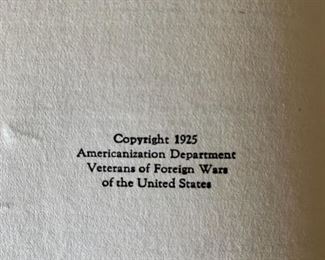 Copyright 1925
Americanization Department
Veterans of Foreign Wars
of the United States